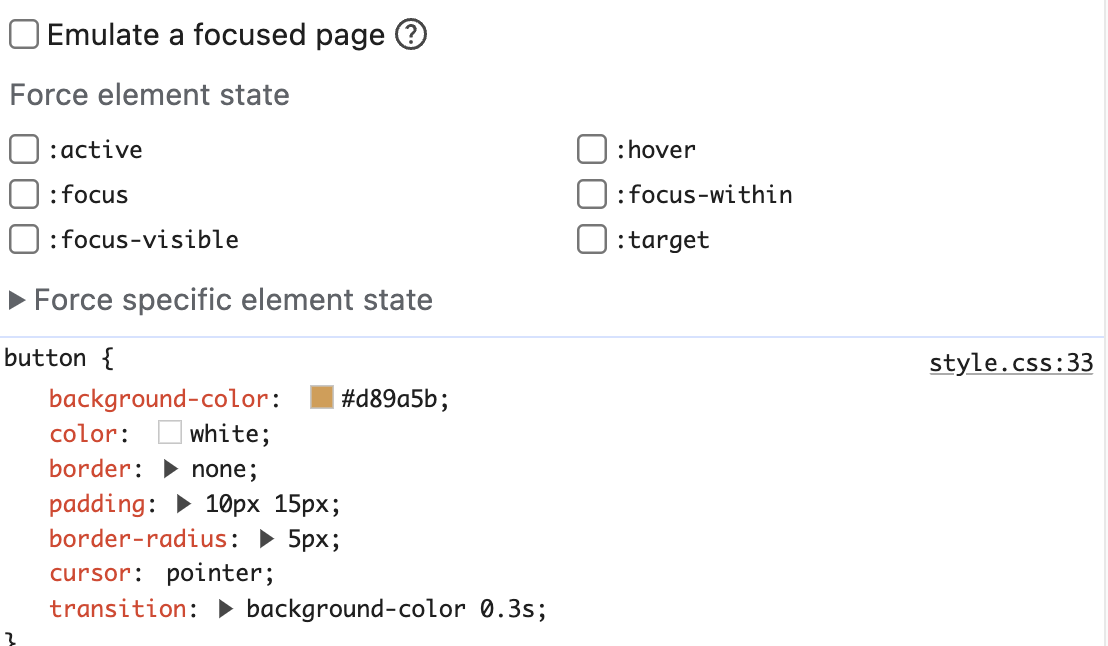 Emulate a focused page ?
Force element state
:active :hover
:focus :focus-within
:focus-visible :target
Force specific element state
button { style.css:33
background-color: #d89a5b;
color: white;
border: none;
padding: 10px 15px;
border-radius: 5px;
cursor: pointer;
transition: background-color 0.3s;
}